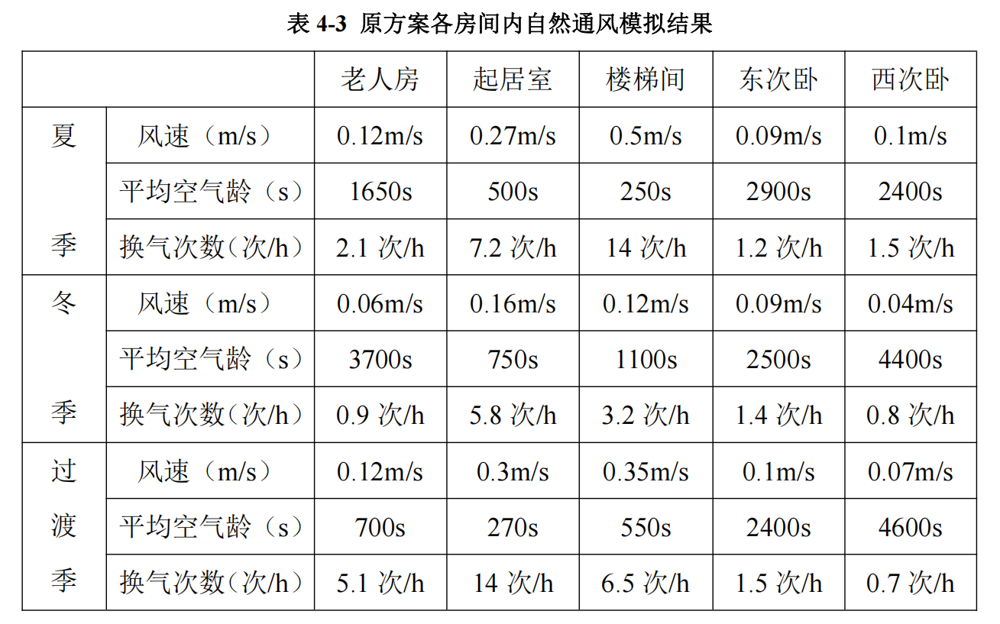 表 4-3 原方案各房间内自然通风模拟结果
老人房 起居室 楼梯间 东次卧 西次卧
夏季 风速（m/s） 0.12m/s 0.27m/s 0.5m/s 0.09m/s 0.1m/s
平均空气龄（s） 1650s 500s 250s 2900s 2400s
换气次数（次/h） 2.1 次/h 7.2 次/h 14 次/h 1.2 次/h 1.5 次/h
冬季 风速（m/s） 0.06m/s 0.16m/s 0.12m/s 0.09m/s 0.04m/s
平均空气龄（s） 3700s 750s 1100s 2500s 4400s
换气次数（次/h） 0.9 次/h 5.8 次/h 3.2 次/h 1.4 次/h 0.8 次/h
过渡季 风速（m/s） 0.12m/s 0.3m/s 0.35m/s 0.1m/s 0.07m/s
平均空气龄（s） 700s 270s 550s 2400s 4600s
换气次数（次/h） 5.1 次/h 14 次/h 6.5 次/h 1.5 次/h 0.7 次/h